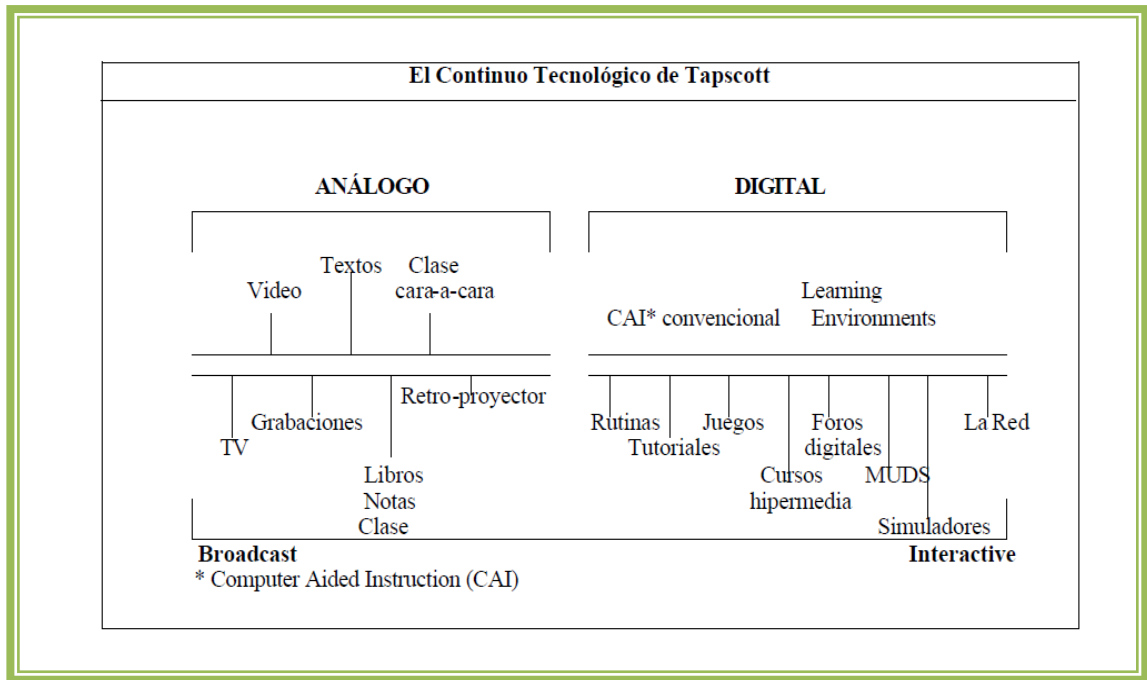 El Continuo Tecnológico de Tapscott
ANÁLOGO
DIGITAL
Textos
Clase
cara-a-cara
Video
Learning
Environments
CAI* convencional
Retro-proyector
Grabaciones
TV
Libros
Notas
Clase
Rutinas
Tutoriales
Juegos
Cursos
hipermedia
Foros
digitales
MUDS
Simuladores
La Red
Broadcast
Interactive
* Computer Aided Instruction (CAI)